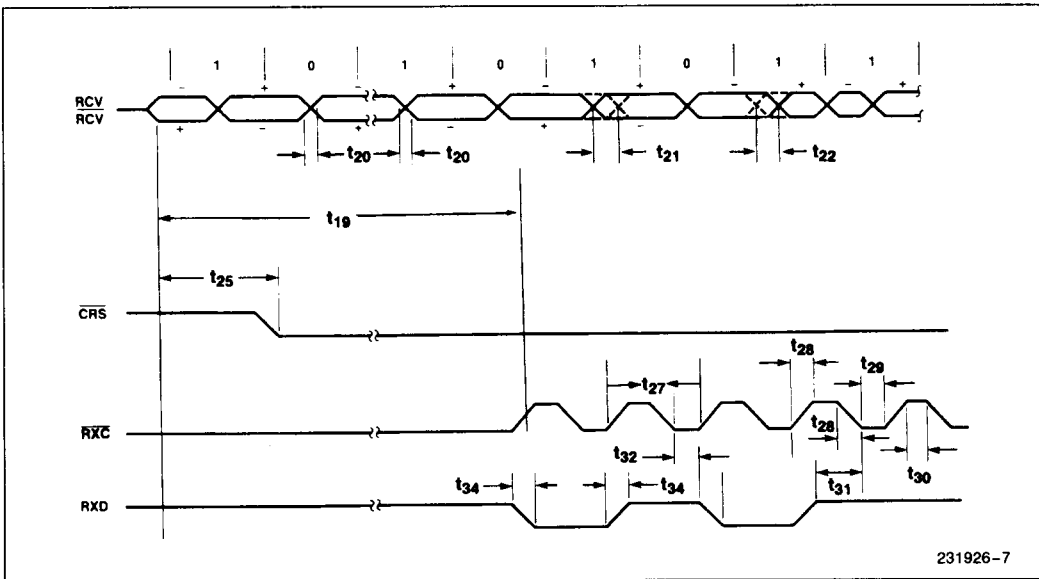 1 0 1 0 1 0 1 1
− + − + − + − + − +
RCV
RCV
+ − + − + − +
t20 t20 t21 t22
t19
t25
CRS
t28
t29
t27
RXC
t28
t32
t30
t34 t34 t31
RXD
231926–7